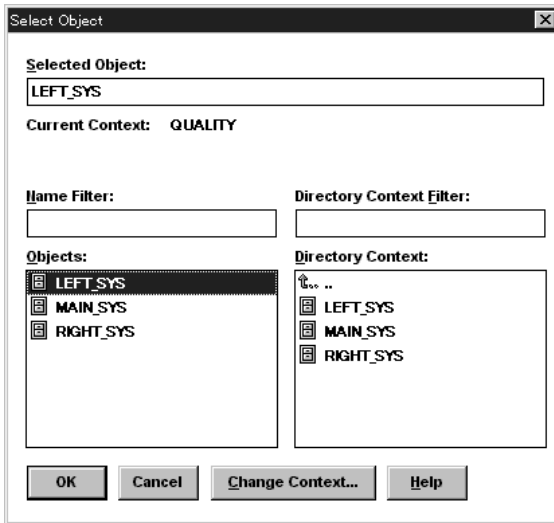 Select Object
Selected Object:
LEFT_SYS
Current Context: QUALITY
Name Filter:
Directory Context Filter:
Objects:
LEFT_SYS
MAIN_SYS
RIGHT_SYS
Directory Context:
..
LEFT_SYS
MAIN_SYS
RIGHT_SYS
OK Cancel Change Context... Help